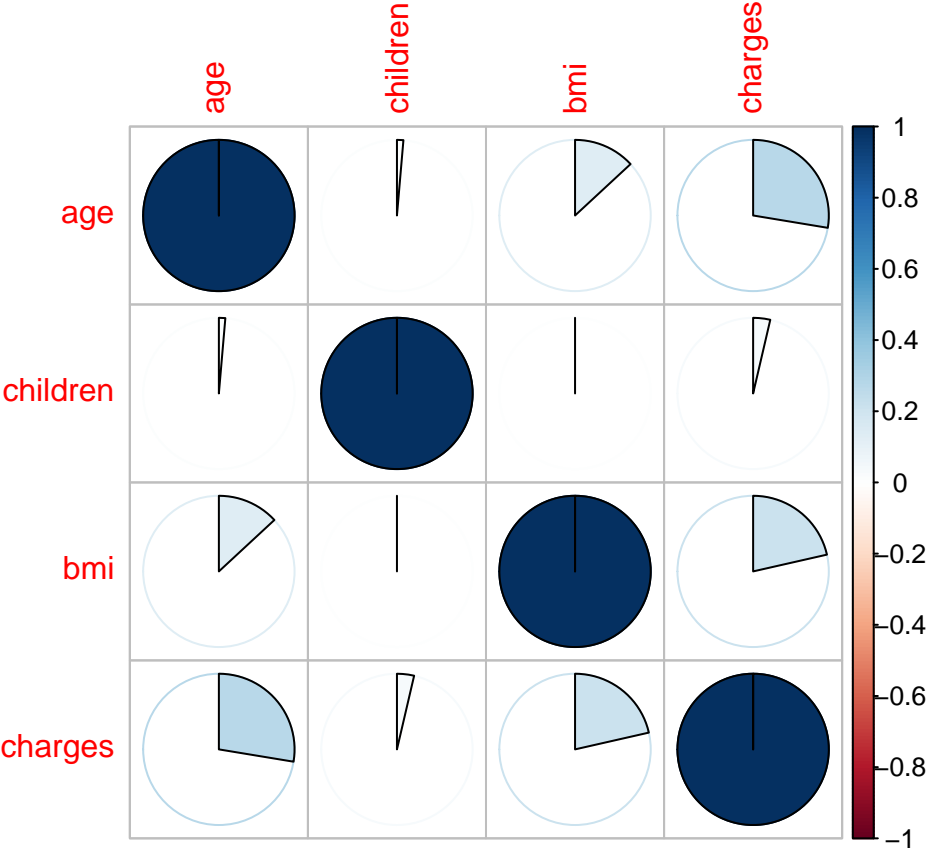 age
children
bmi
charges
age
children
bmi
charges
1
0.8
0.6
0.4
0.2
0
−0.2
−0.4
−0.6
−0.8
−1